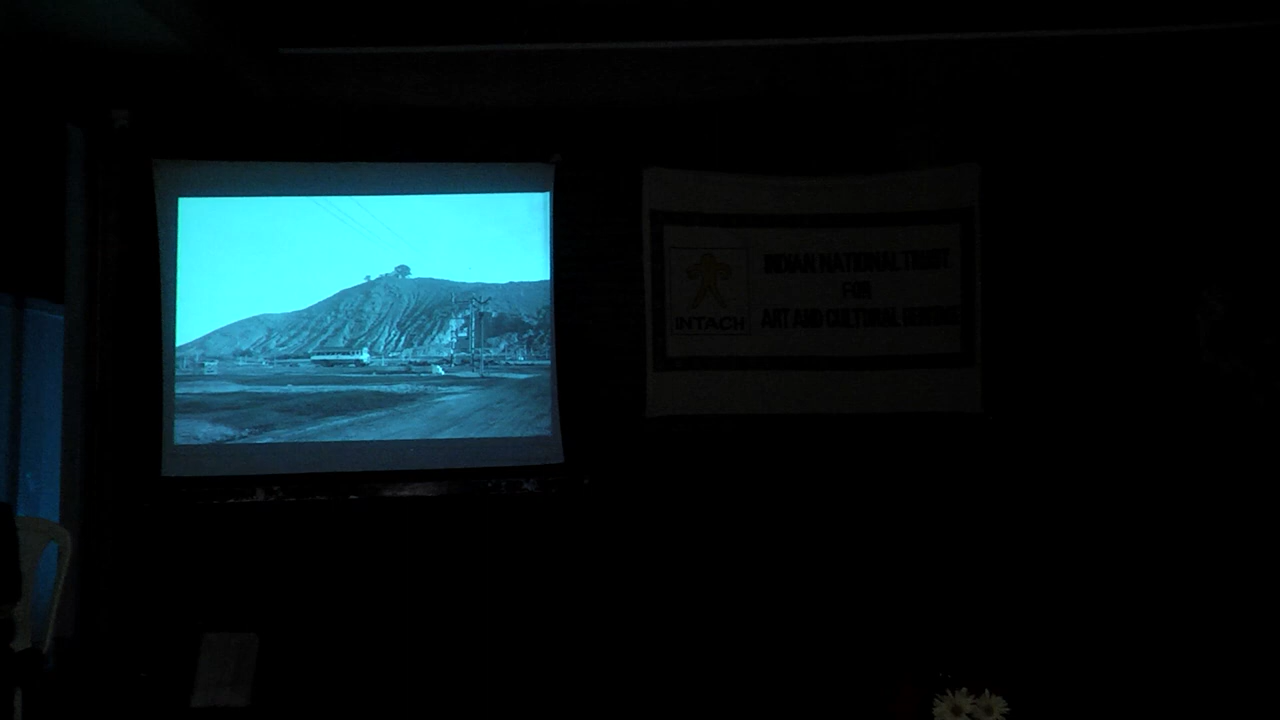 INTACH
INDIAN NATIONAL TRUST
FOR
ART AND CULTURAL HERITAGE